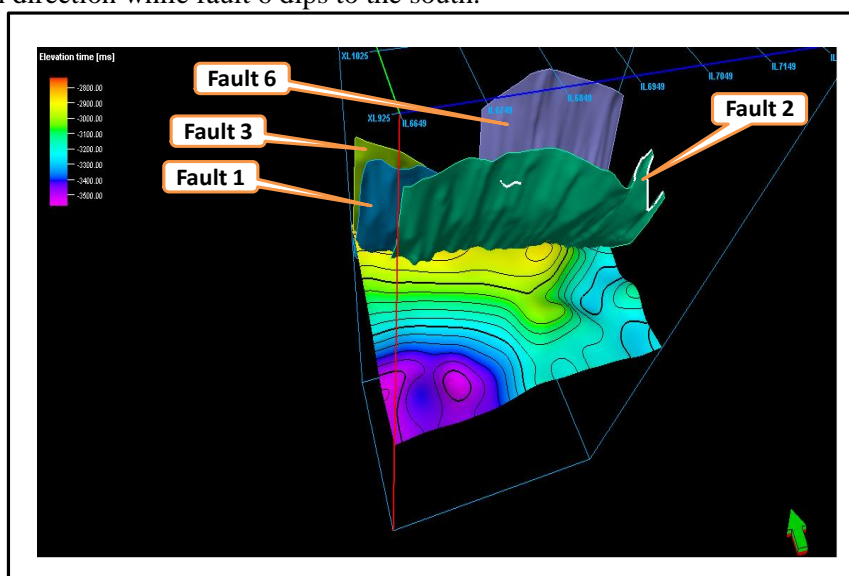 direction while fault 6 dips to the south.
Elevation time [ms]
-2800.00
-2900.00
-3000.00
-3100.00
-3200.00
-3300.00
-3400.00
-3500.00
XL1025
XL925
IL6649
IL6849
IL6949
IL7049
IL7149
Fault 6
Fault 2
Fault 3
Fault 1